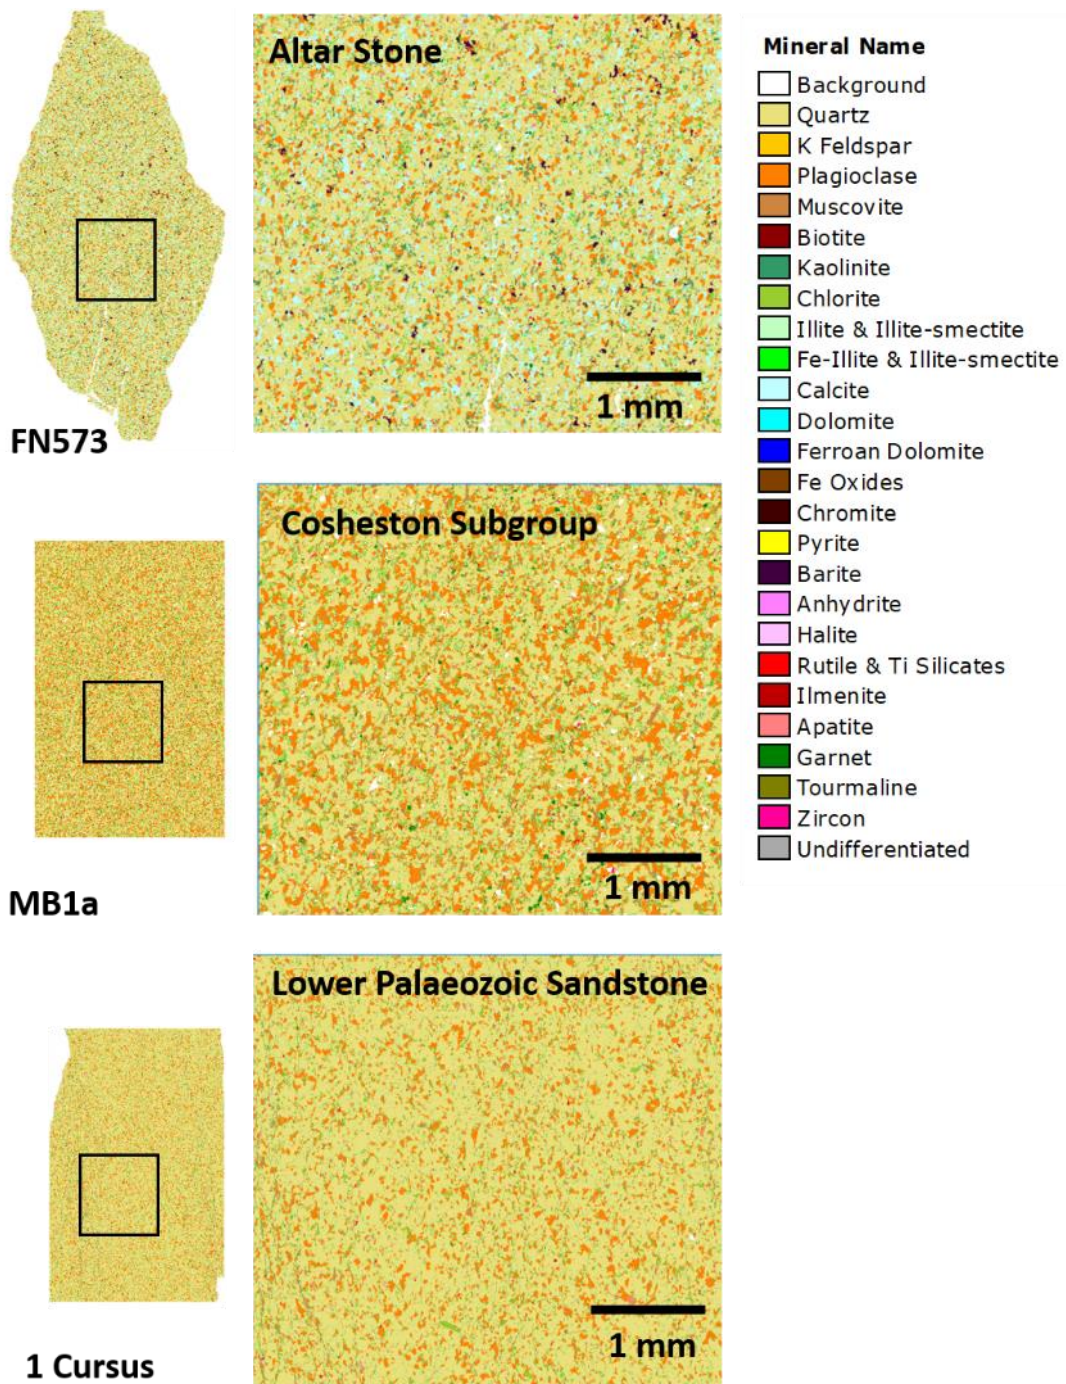 Altar Stone
1 mm
FN573
Cosheston Subgroup
1 mm
MB1a
Lower Palaeozoic Sandstone
1 mm
1 Cursus
Mineral Name
Background
Quartz
K Feldspar
Plagioclase
Muscovite
Biotite
Kaolinite
Chlorite
Illite & Illite-smectite
Fe-Illite & Illite-smectite
Calcite
Dolomite
Ferroan Dolomite
Fe Oxides
Chromite
Pyrite
Barite
Anhydrite
Halite
Rutile & Ti Silicates
Ilmenite
Apatite
Garnet
Tourmaline
Zircon
Undifferentiated